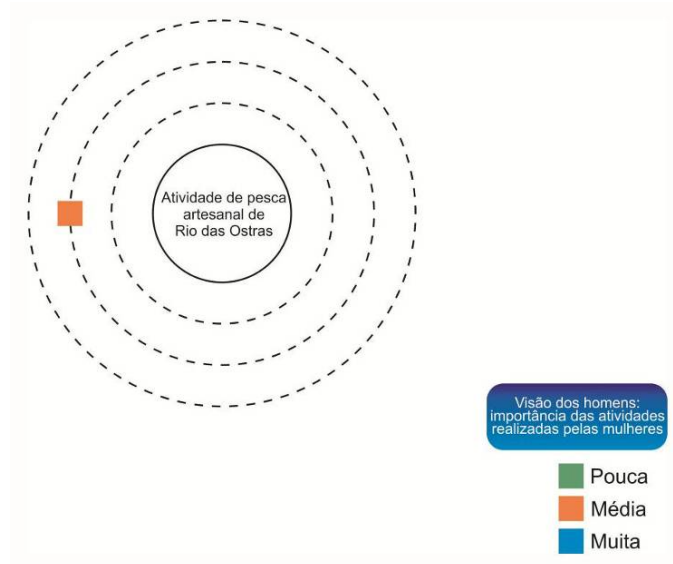 Atividade de pesca
artesanal de
Rio das Ostras
Visão dos homens:
importância das atividades
realizadas pelas mulheres
Pouca
Média
Muita